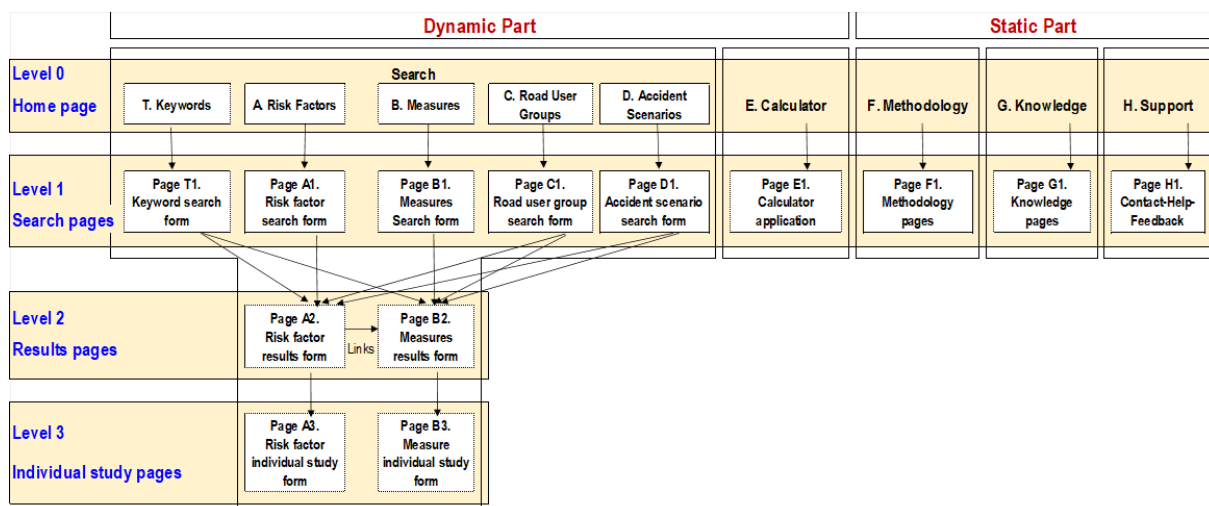 Dynamic Part
Static Part
Level 0
Home page
Search
T. Keywords
A. Risk Factors
B. Measures
C. Road User
Groups
D. Accident
Scenarios
E. Calculator
F. Methodology
G. Knowledge
H. Support
Level 1
Search pages
Page T1.
Keyword search
form
Page A1.
Risk factor
search form
Page B1.
Measures
Search form
Page C1.
Road user group
search form
Page D1.
Accident scenario
search form
Page E1.
Calculator
application
Page F1.
Methodology
pages
Page G1.
Knowledge
pages
Page H1.
Contact-Help-
Feedback
Level 2
Results pages
Page A2.
Risk factor
results form
Links
Page B2.
Measures
results form
Level 3
Individual study pages
Page A3.
Risk factor
individual study
form
Page B3.
Measure
individual study
form